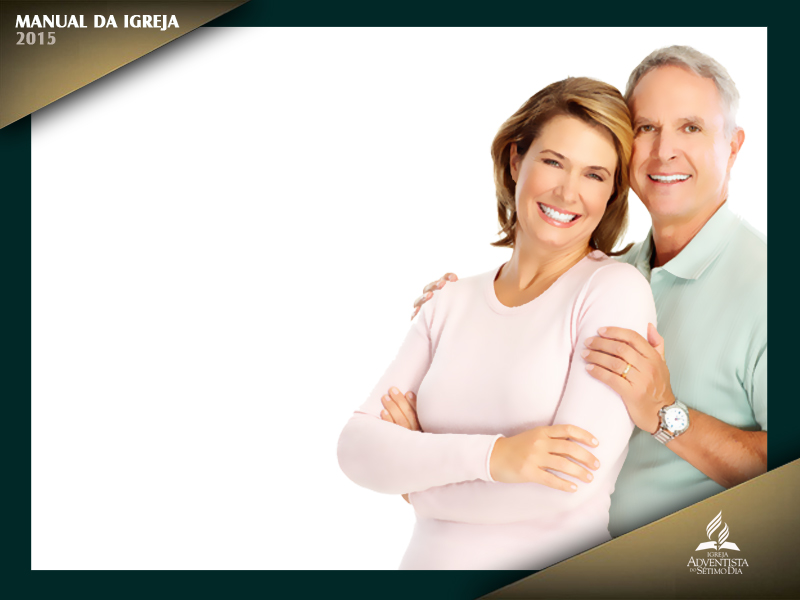 MANUAL DA IGREJA
2015
IGREJA
ADVENTISTA
DO SÉTIMO DIA